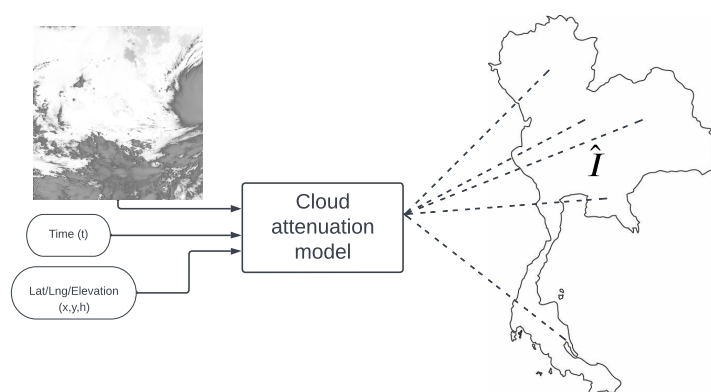 Time (t)
Lat/Lng/Elevation
(x,y,h)
Cloud
attenuation
model
Î